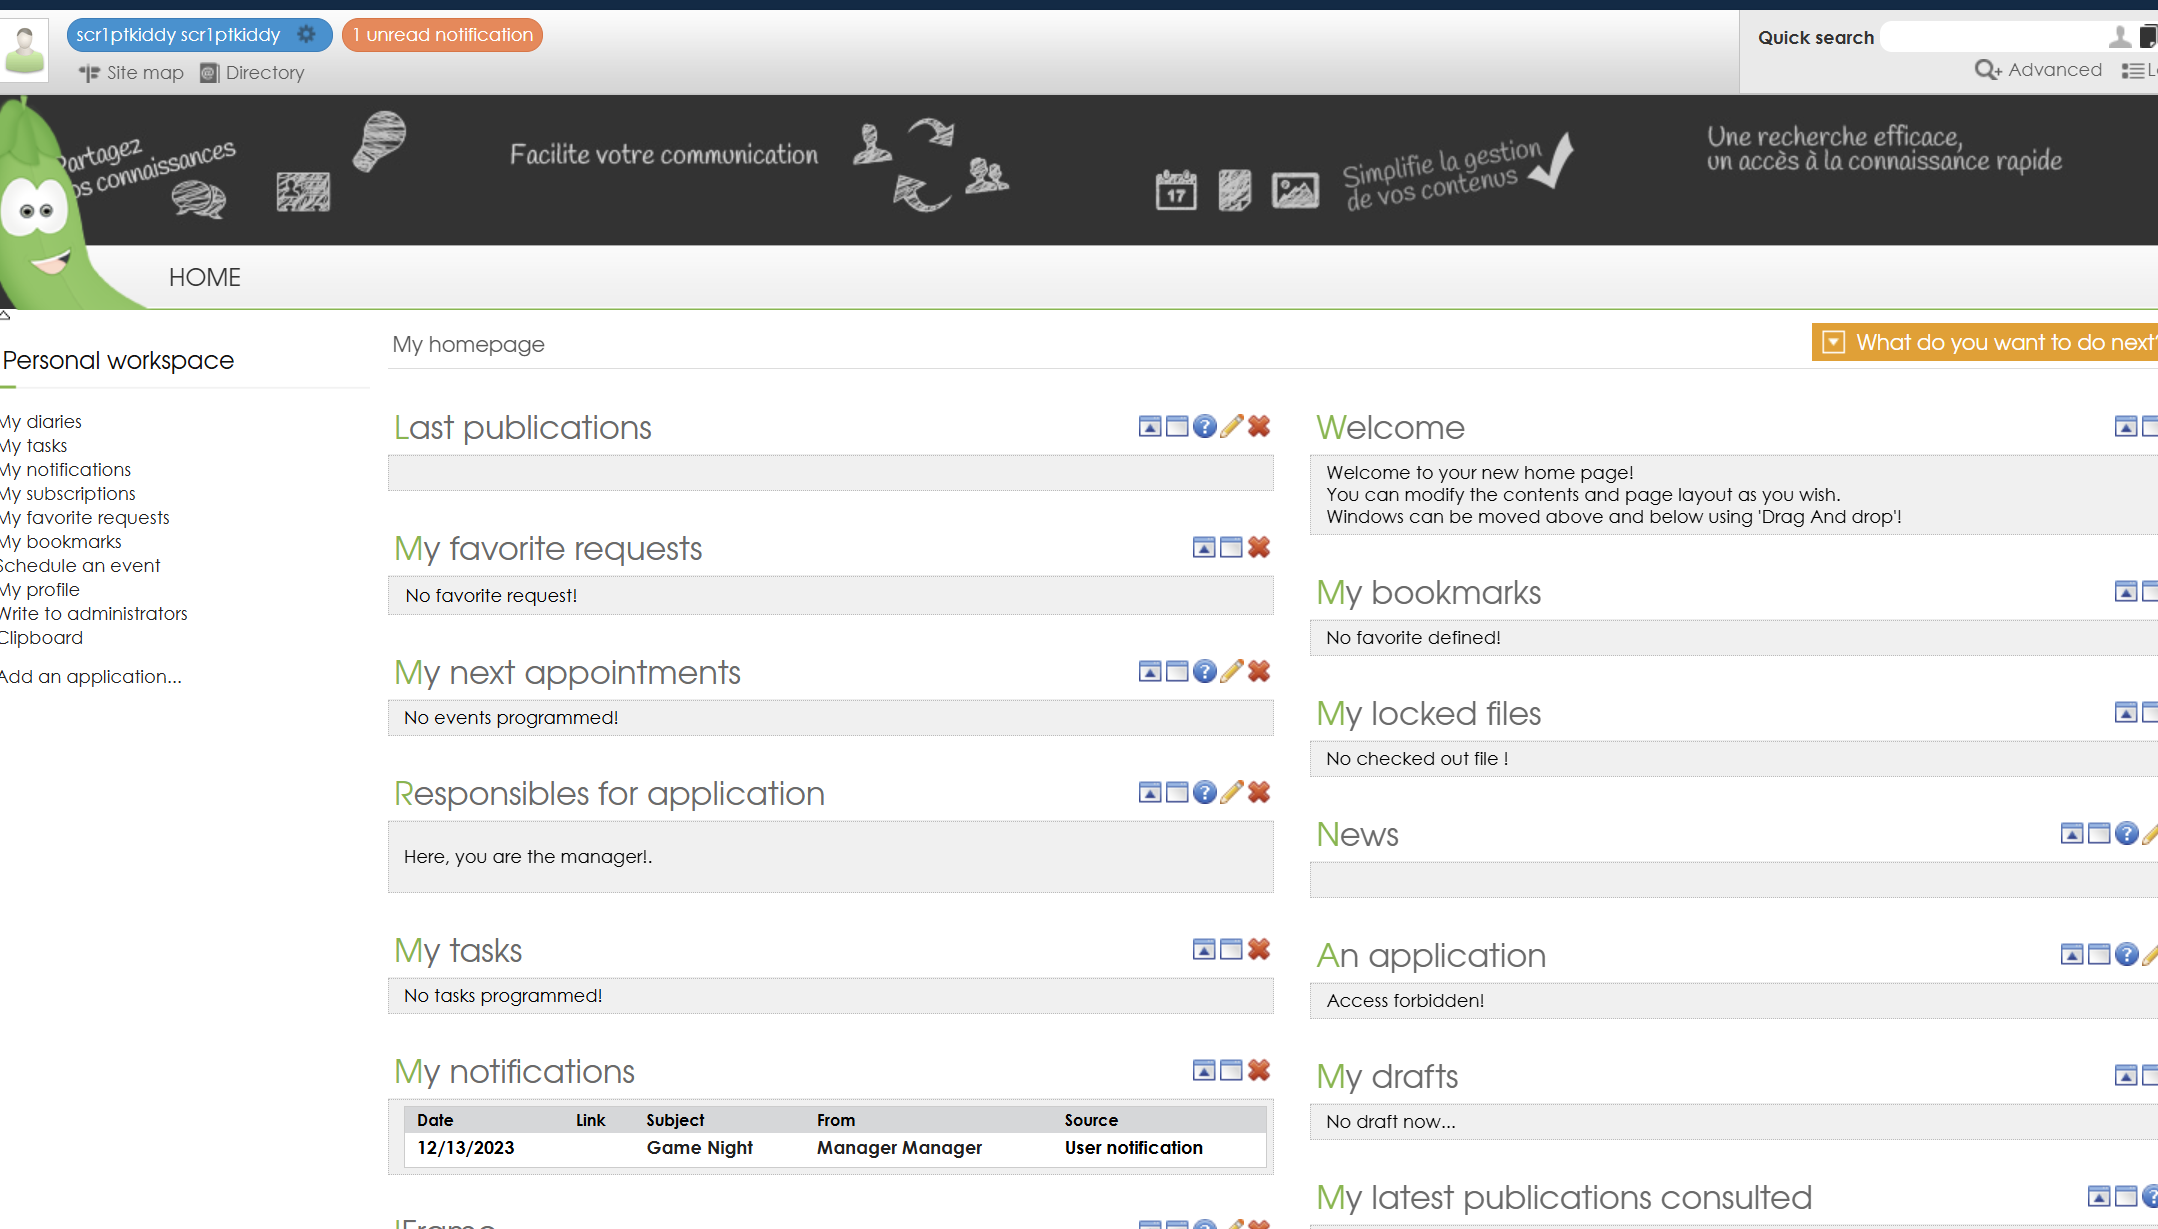 scr1ptkiddy scr1ptkiddy
1 unread notification
Site map
Directory
Quick search
Advanced
Partagez
vos connaissances
Facilite votre communication
17
Simplifie la gestion
de vos contenus
Une recherche efficace,
un accès à la connaissance rapide
HOME
Personal workspace
My diaries
My tasks
My notifications
My subscriptions
My favorite requests
My bookmarks
Schedule an event
My profile
Write to administrators
Clipboard
Add an application...
My homepage
What do you want to do next?
Last publications
My favorite requests
No favorite request!
My next appointments
No events programmed!
Responsibles for application
Here, you are the manager!.
My tasks
No tasks programmed!
My notifications
Date Link Subject From Source
12/13/2023 Game Night Manager Manager User notification
Welcome
Welcome to your new home page!
You can modify the contents and page layout as you wish.
Windows can be moved above and below using 'Drag And drop'!
My bookmarks
No favorite defined!
My locked files
No checked out file !
News
An application
Access forbidden!
My drafts
No draft now...
My latest publications consulted